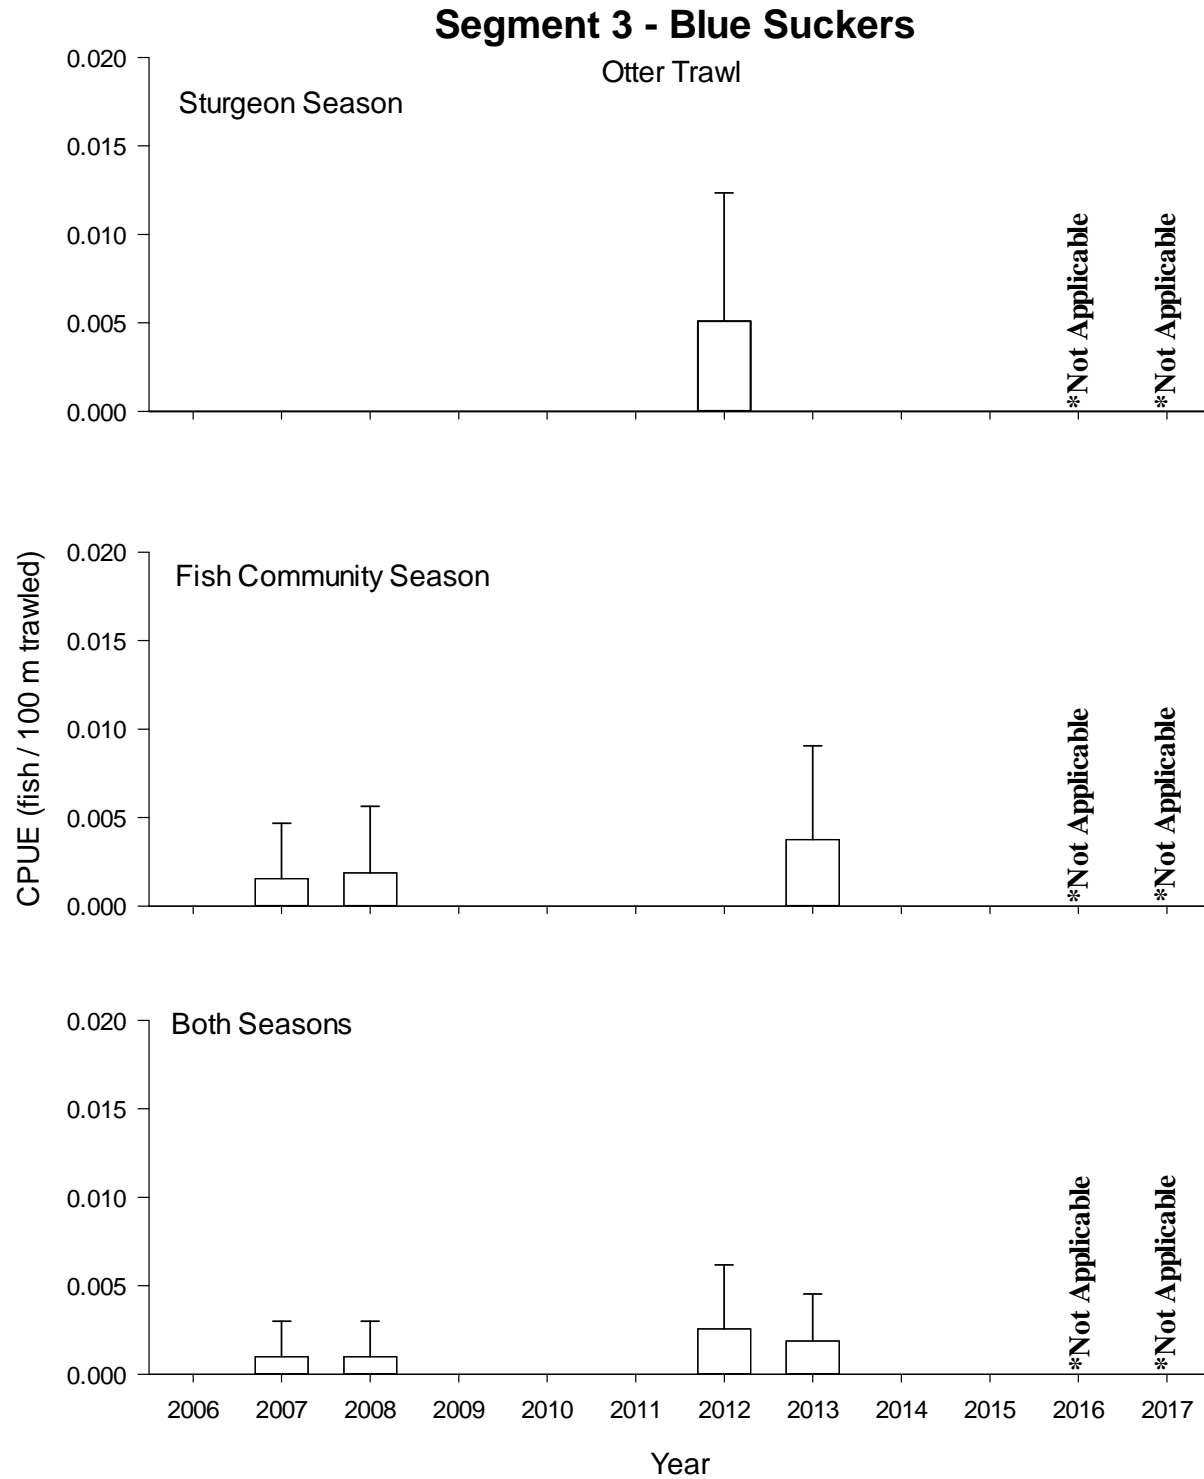 Segment 3 - Blue Suckers
Otter Trawl
Sturgeon Season
0.020
0.015
0.010
0.005
0.000
*Not Applicable
*Not Applicable
CPUE (fish / 100 m trawled)
Fish Community Season
0.020
0.015
0.010
0.005
0.000
*Not Applicable
*Not Applicable
Both Seasons
0.020
0.015
0.010
0.005
0.000
*Not Applicable
*Not Applicable
2006 2007 2008 2009 2010 2011 2012 2013 2014 2015 2016 2017
Year